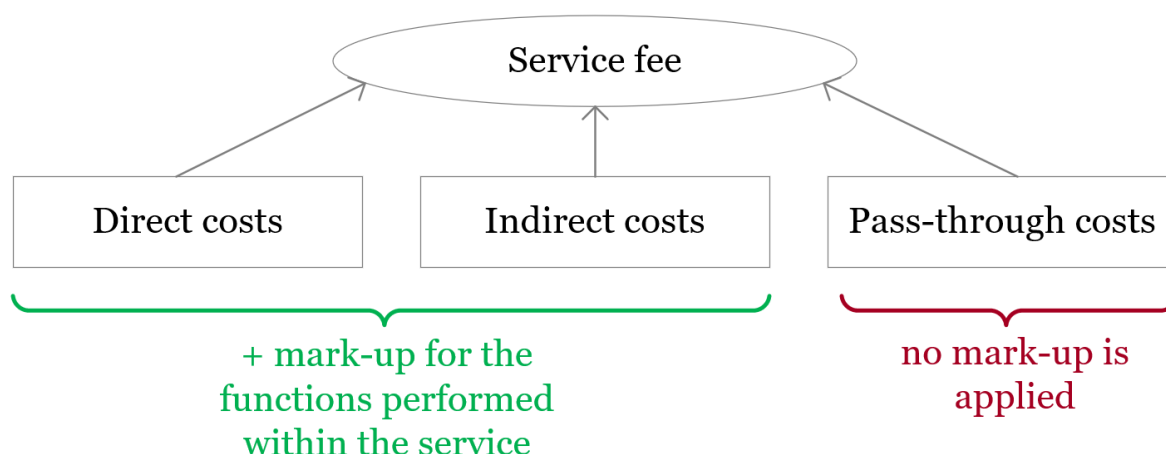 Service fee
Direct costs
Indirect costs
Pass-through costs
+ mark-up for the
functions performed
within the service
no mark-up is
applied